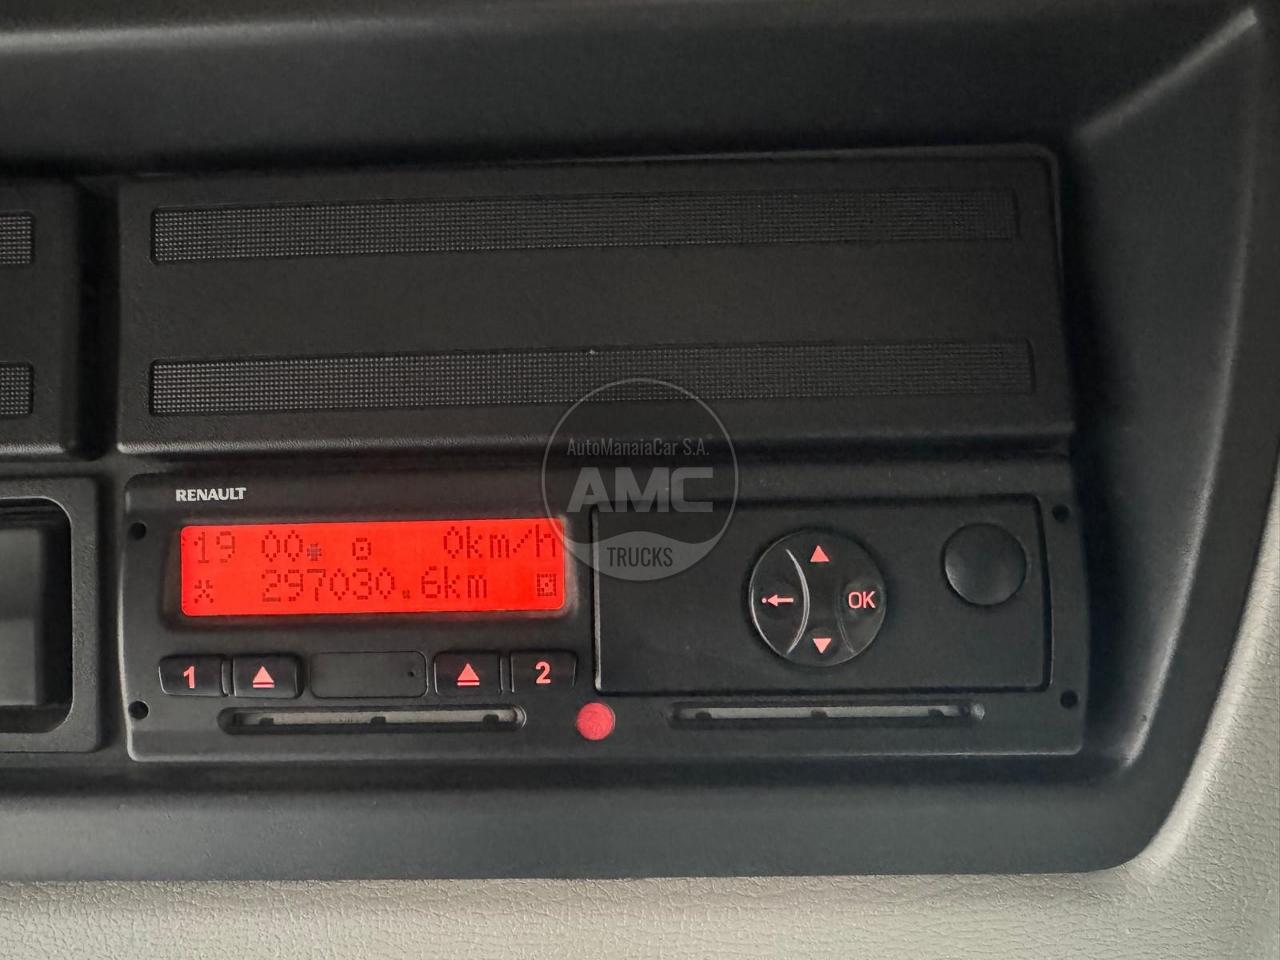 AutoManaiaCar S.A.
AMC
TRUCKS
RENAULT
19 00 0km/h
297030.6km
1
2
OK